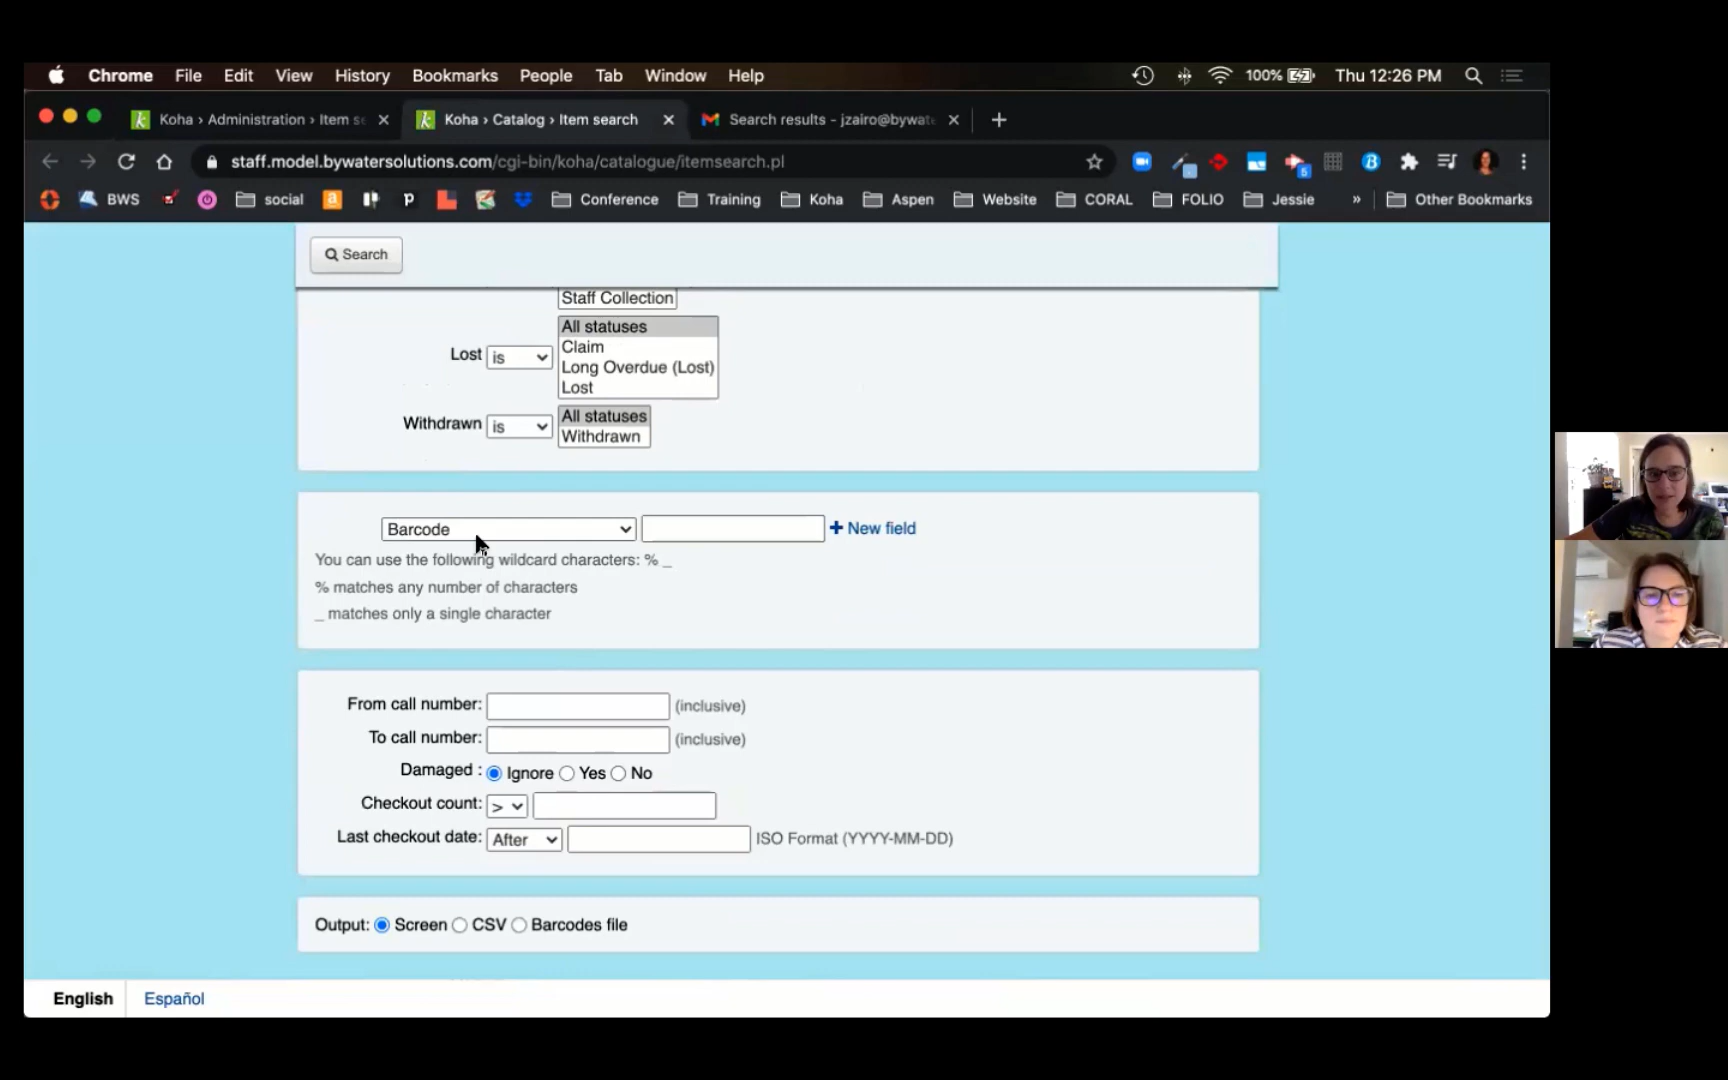 Chrome File Edit View History Bookmarks People Tab Window Help 100% Thu 12:26 PM
Koha › Administration › Item se Koha › Catalog › Item search Search results - jzairo@bywate
staff.model.bywatersolutions.com/cgi-bin/koha/catalogue/itemsearch.pl
BWS social Conference Training Koha Aspen Website CORAL FOLIO Jessie » Other Bookmarks
Search
Staff Collection
All statuses
Claim
Lost is
Long Overdue (Lost)
Lost
All statuses
Withdrawn is
Withdrawn
Barcode + New field
You can use the following wildcard characters: % _
% matches any number of characters
_ matches only a single character
From call number: (inclusive)
To call number: (inclusive)
Damaged : Ignore Yes No
Checkout count: >
Last checkout date: After ISO Format (YYYY-MM-DD)
Output: Screen CSV Barcodes file
English Español